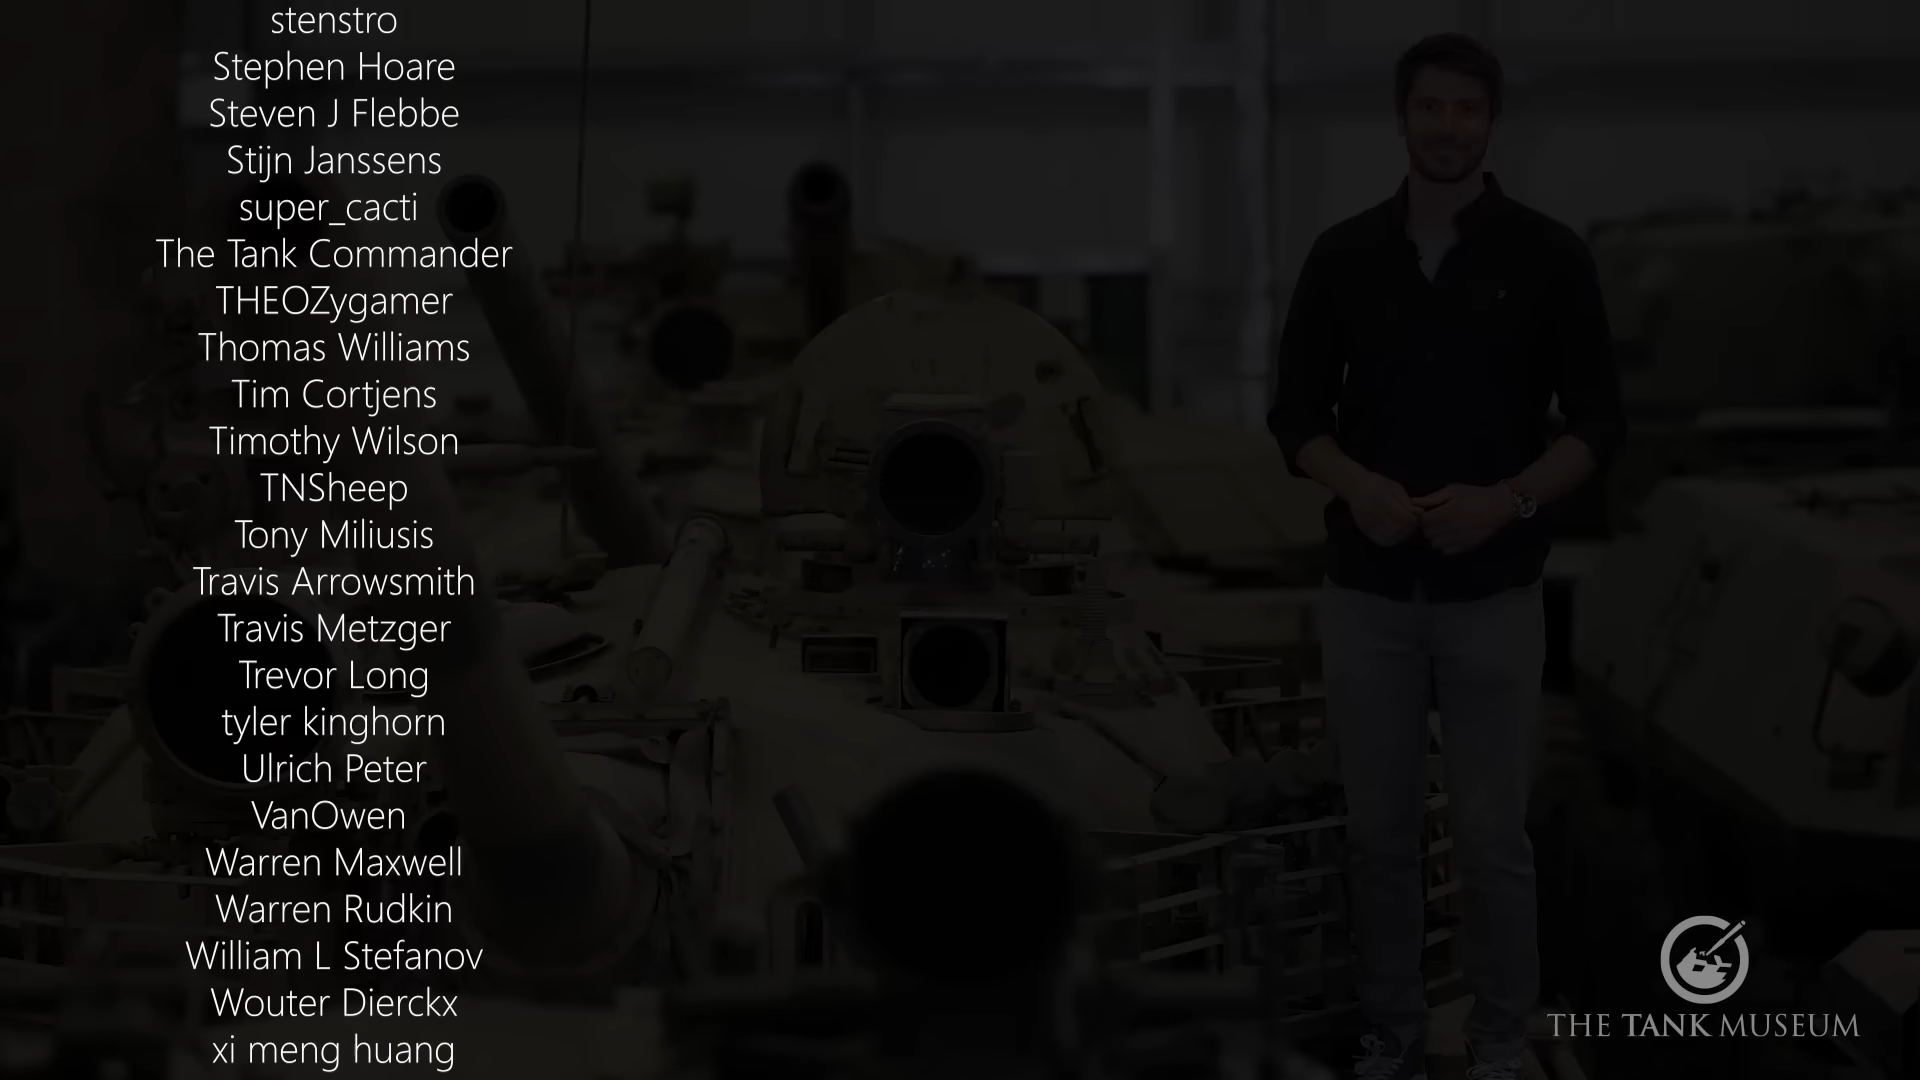 stenstro
Stephen Hoare
Steven J Flebbe
Stijn Janssens
super_cacti
The Tank Commander
THEOZygamer
Thomas Williams
Tim Cortjens
Timothy Wilson
TNSheep
Tony Miliusis
Travis Arrowsmith
Travis Metzger
Trevor Long
tyler kinghorn
Ulrich Peter
VanOwen
Warren Maxwell
Warren Rudkin
William L Stefanov
Wouter Dierckx
xi meng huang
THE TANK MUSEUM